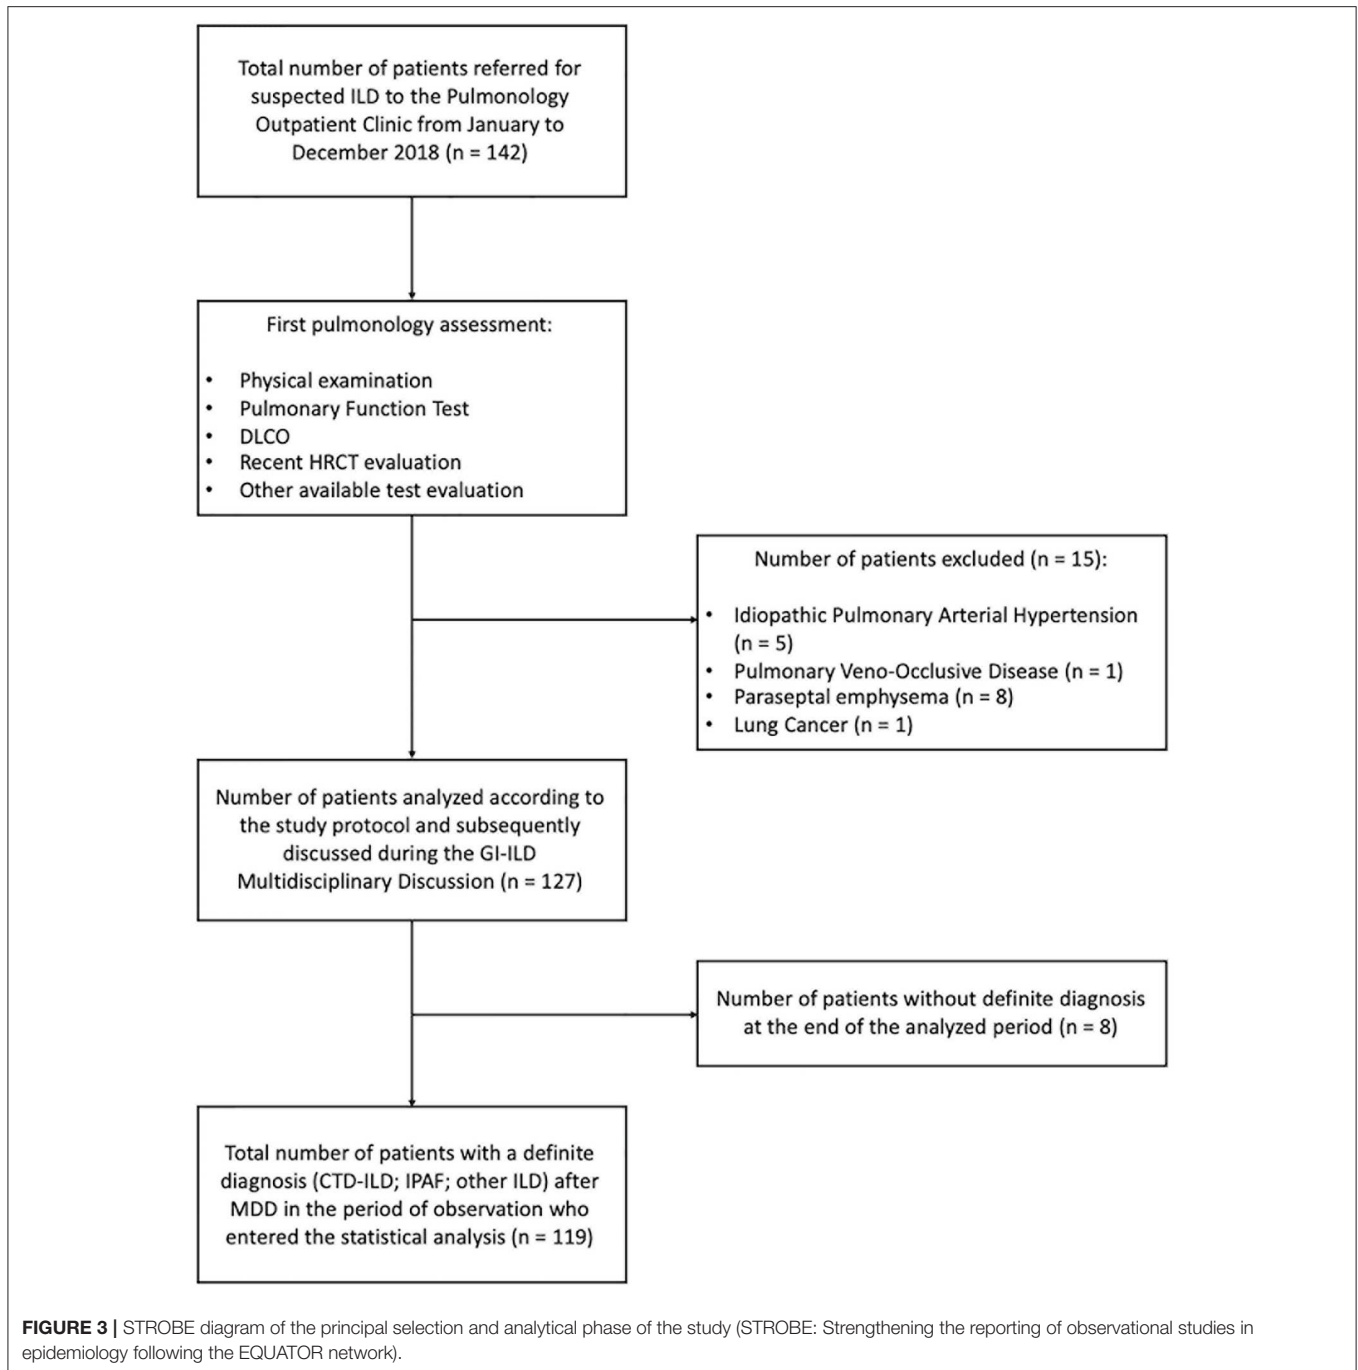 Total number of patients referred for
suspected ILD to the Pulmonology
Outpatient Clinic from January to
December 2018 (n = 142)
First pulmonology assessment:
• Physical examination
• Pulmonary Function Test
• DLCO
• Recent HRCT evaluation
• Other available test evaluation
Number of patients excluded (n = 15):
• Idiopathic Pulmonary Arterial Hypertension
(n = 5)
• Pulmonary Veno-Occlusive Disease (n = 1)
• Paraseptal emphysema (n = 8)
• Lung Cancer (n = 1)
Number of patients analyzed according to
the study protocol and subsequently
discussed during the GI-ILD
Multidisciplinary Discussion (n = 127)
Number of patients without definite diagnosis
at the end of the analyzed period (n = 8)
Total number of patients with a definite
diagnosis (CTD-ILD; IPAF; other ILD) after
MDD in the period of observation who
entered the statistical analysis (n = 119)
FIGURE 3 | STROBE diagram of the principal selection and analytical phase of the study (STROBE: Strengthening the reporting of observational studies in
epidemiology following the EQUATOR network).